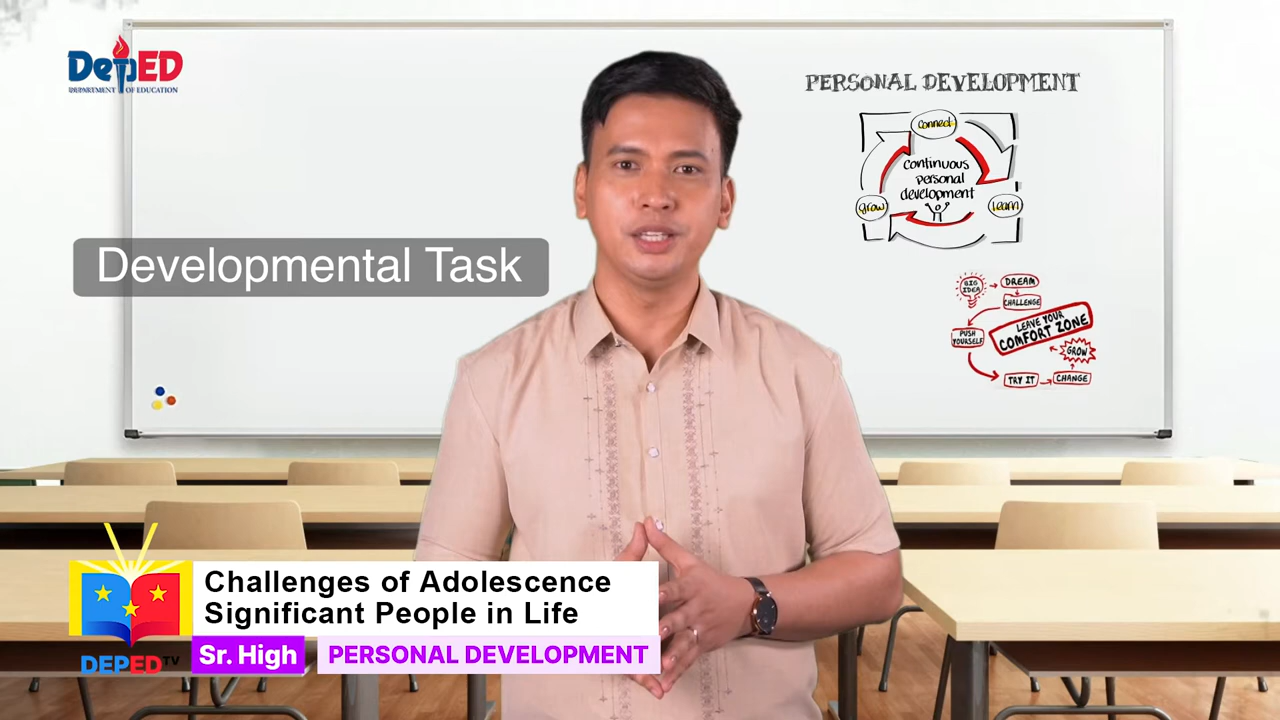 DepED
DEPARTMENT OF EDUCATION
PERSONAL DEVELOPMENT
connect
continuous
personal
development
grow
learn
Developmental Task
BIG
IDEA
DREAM
CHALLENGE
PUSH
YOURSELF
LEAVE YOUR
COMFORT ZONE
GROW
TRY IT
CHANGE
Challenges of Adolescence
Significant People in Life
DEPED TV
Sr. High
PERSONAL DEVELOPMENT